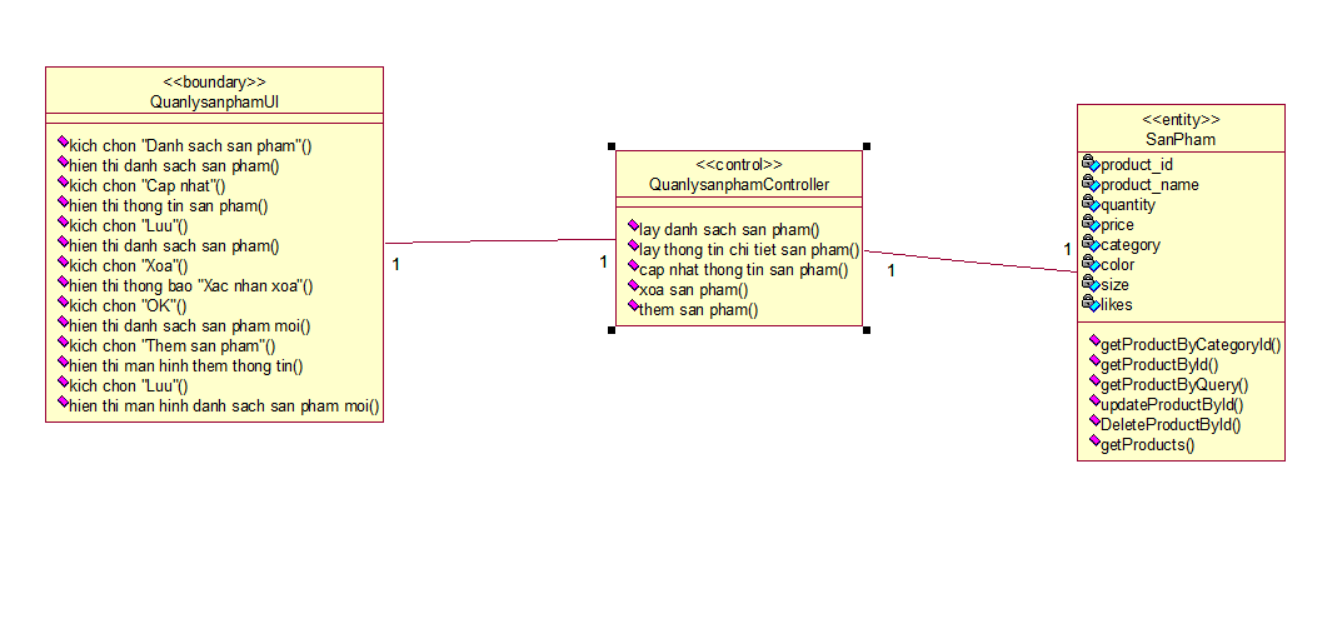 <<boundary>>
QuanlysanphamUI
kich chon "Danh sach san pham"()
hien thi danh sach san pham()
kich chon "Cap nhat"()
hien thi thong tin san pham()
kich chon "Luu"()
hien thi danh sach san pham()
kich chon "Xoa"()
hien thi thong bao "Xac nhan xoa"()
kich chon "OK"()
hien thi danh sach san pham moi()
kich chon "Them san pham"()
hien thi man hinh them thong tin()
kich chon "Luu"()
hien thi man hinh danh sach san pham moi()
1
1
<<control>>
QuanlysanphamController
lay danh sach san pham()
lay thong tin chi tiet san pham()
cap nhat thong tin san pham()
xoa san pham()
them san pham()
1
1
<<entity>>
SanPham
product_id
product_name
quantity
price
category
color
size
likes
getProductByCategoryId()
getProductById()
getProductByQuery()
updateProductById()
DeleteProductById()
getProducts()